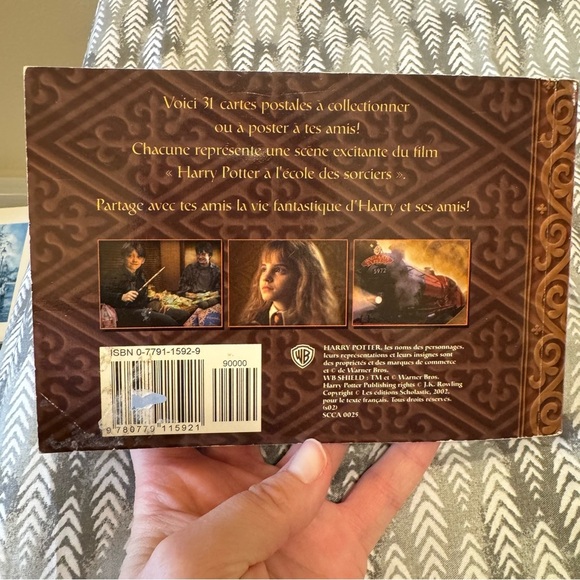 Voici 31 cartes postales à collectionner
ou à poster à tes amis!
Chacune représente une scène excitante du film
« Harry Potter à l'école des sorciers ».
Partage avec tes amis la vie fantastique d'Harry et ses amis!
5972
ISBN 0-7791-1592-9
90000
9 780779 115921
WB
HARRY POTTER, les noms des personnages,
leurs représentations et leurs insignes sont
des propriétés et des marques de commerce
et © de Warner Bros.
WB SHIELD : TM et © Warner Bros.
Harry Potter Publishing rights © J.K. Rowling
Copyright © Les éditions Scholastic, 2002,
pour le texte français. Tous droits réservés.
(s02)
SCCA 0025